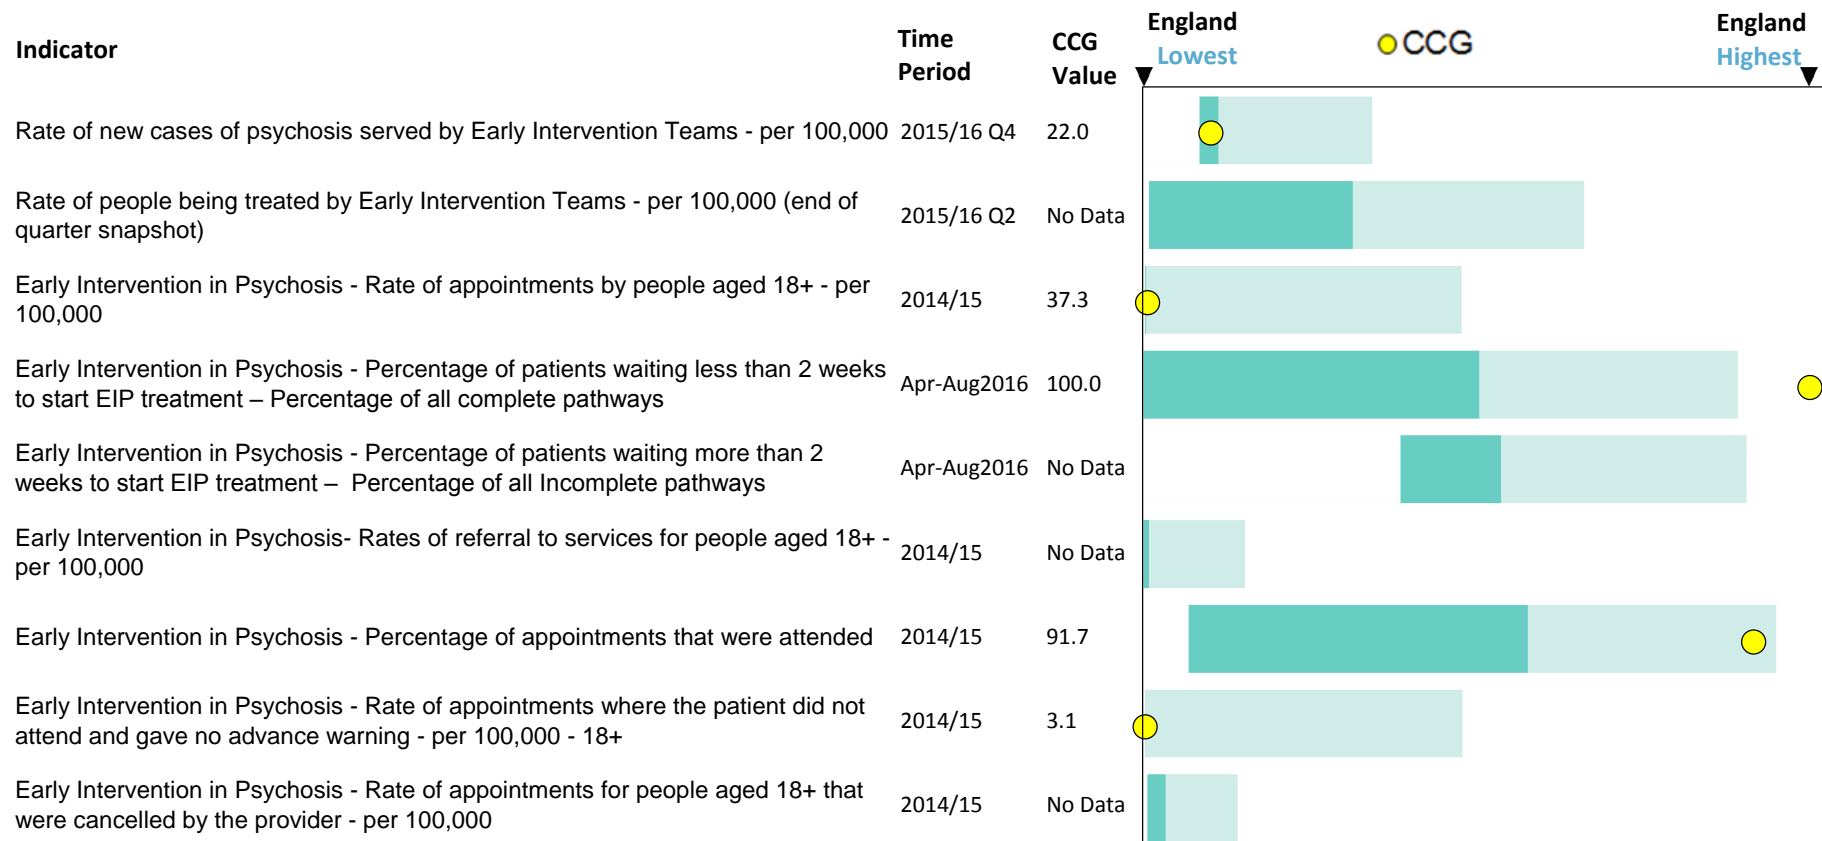 Indicator
Time Period
CCG Value
England Lowest
CCG
England Highest
Rate of new cases of psychosis served by Early Intervention Teams - per 100,000 2015/16 Q4 22.0
Rate of people being treated by Early Intervention Teams - per 100,000 (end of
quarter snapshot)
2015/16 Q2 No Data
Early Intervention in Psychosis - Rate of appointments by people aged 18+ - per
100,000
2014/15 37.3
Early Intervention in Psychosis - Percentage of patients waiting less than 2 weeks
to start EIP treatment – Percentage of all complete pathways
Apr-Aug2016 100.0
Early Intervention in Psychosis - Percentage of patients waiting more than 2
weeks to start EIP treatment – Percentage of all Incomplete pathways
Apr-Aug2016 No Data
Early Intervention in Psychosis- Rates of referral to services for people aged 18+ -
per 100,000
2014/15 No Data
Early Intervention in Psychosis - Percentage of appointments that were attended 2014/15 91.7
Early Intervention in Psychosis - Rate of appointments where the patient did not
attend and gave no advance warning - per 100,000 - 18+
2014/15 3.1
Early Intervention in Psychosis - Rate of appointments for people aged 18+ that
were cancelled by the provider - per 100,000
2014/15 No Data